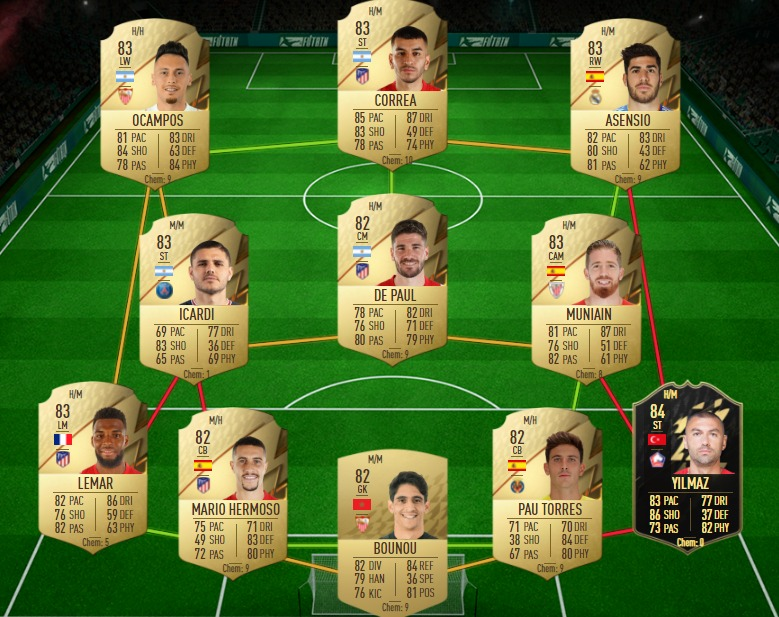 FUTBIN
FUTBIN
H/H
83
LW
OCAMPOS
81 PAC 83 DRI
84 SHO 63 DEF
78 PAS 84 PHY
Chem: 9
H/M
83
ST
CORREA
85 PAC 87 DRI
83 SHO 49 DEF
78 PAS 74 PHY
Chem: 10
H/M
83
RW
ASENSIO
82 PAC 83 DRI
80 SHO 43 DEF
81 PAS 62 PHY
Chem: 9
M/M
83
ST
ICARDI
69 PAC 77 DRI
83 SHO 36 DEF
65 PAS 69 PHY
Chem: 1
H/H
82
CM
DE PAUL
78 PAC 82 DRI
76 SHO 71 DEF
80 PAS 79 PHY
Chem: 9
H/M
83
CAM
MUNIAIN
81 PAC 87 DRI
76 SHO 51 DEF
82 PAS 61 PHY
Chem: 8
H/M
83
LM
LEMAR
82 PAC 86 DRI
76 SHO 59 DEF
82 PAS 63 PHY
Chem: 5
M/H
82
CB
MARIO HERMOSO
75 PAC 71 DRI
49 SHO 83 DEF
72 PAS 80 PHY
Chem: 9
M/M
82
GK
BOUNOU
82 DIV 84 REF
79 HAN 36 SPE
76 KIC 81 POS
Chem: 9
M/H
82
CB
PAU TORRES
71 PAC 70 DRI
38 SHO 84 DEF
67 PAS 80 PHY
Chem: 9
H/M
84
ST
YILMAZ
83 PAC 77 DRI
86 SHO 37 DEF
73 PAS 82 PHY
Chem: 0